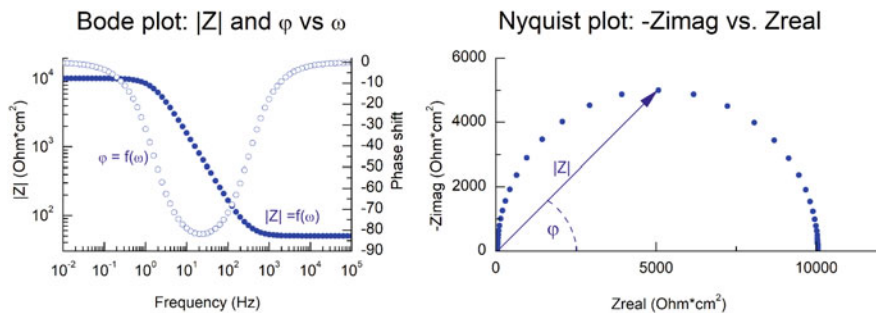 Bode plot: |Z| and φ vs ω
Nyquist plot: -Zimag vs. Zreal
|Z| (Ohm*cm²)
10⁴
10³
10²
φ = f(ω)
|Z| =f(ω)
0
-10
-20
-30
-40
-50
-60
-70
-80
-90
Phase shift
10⁻² 10⁻¹ 10⁰ 10¹ 10² 10³ 10⁴ 10⁵
Frequency (Hz)
-Zimag (Ohm*cm²)
6000
4000
2000
0
|Z|
φ
0 5000 10000
Zreal (Ohm*cm²)